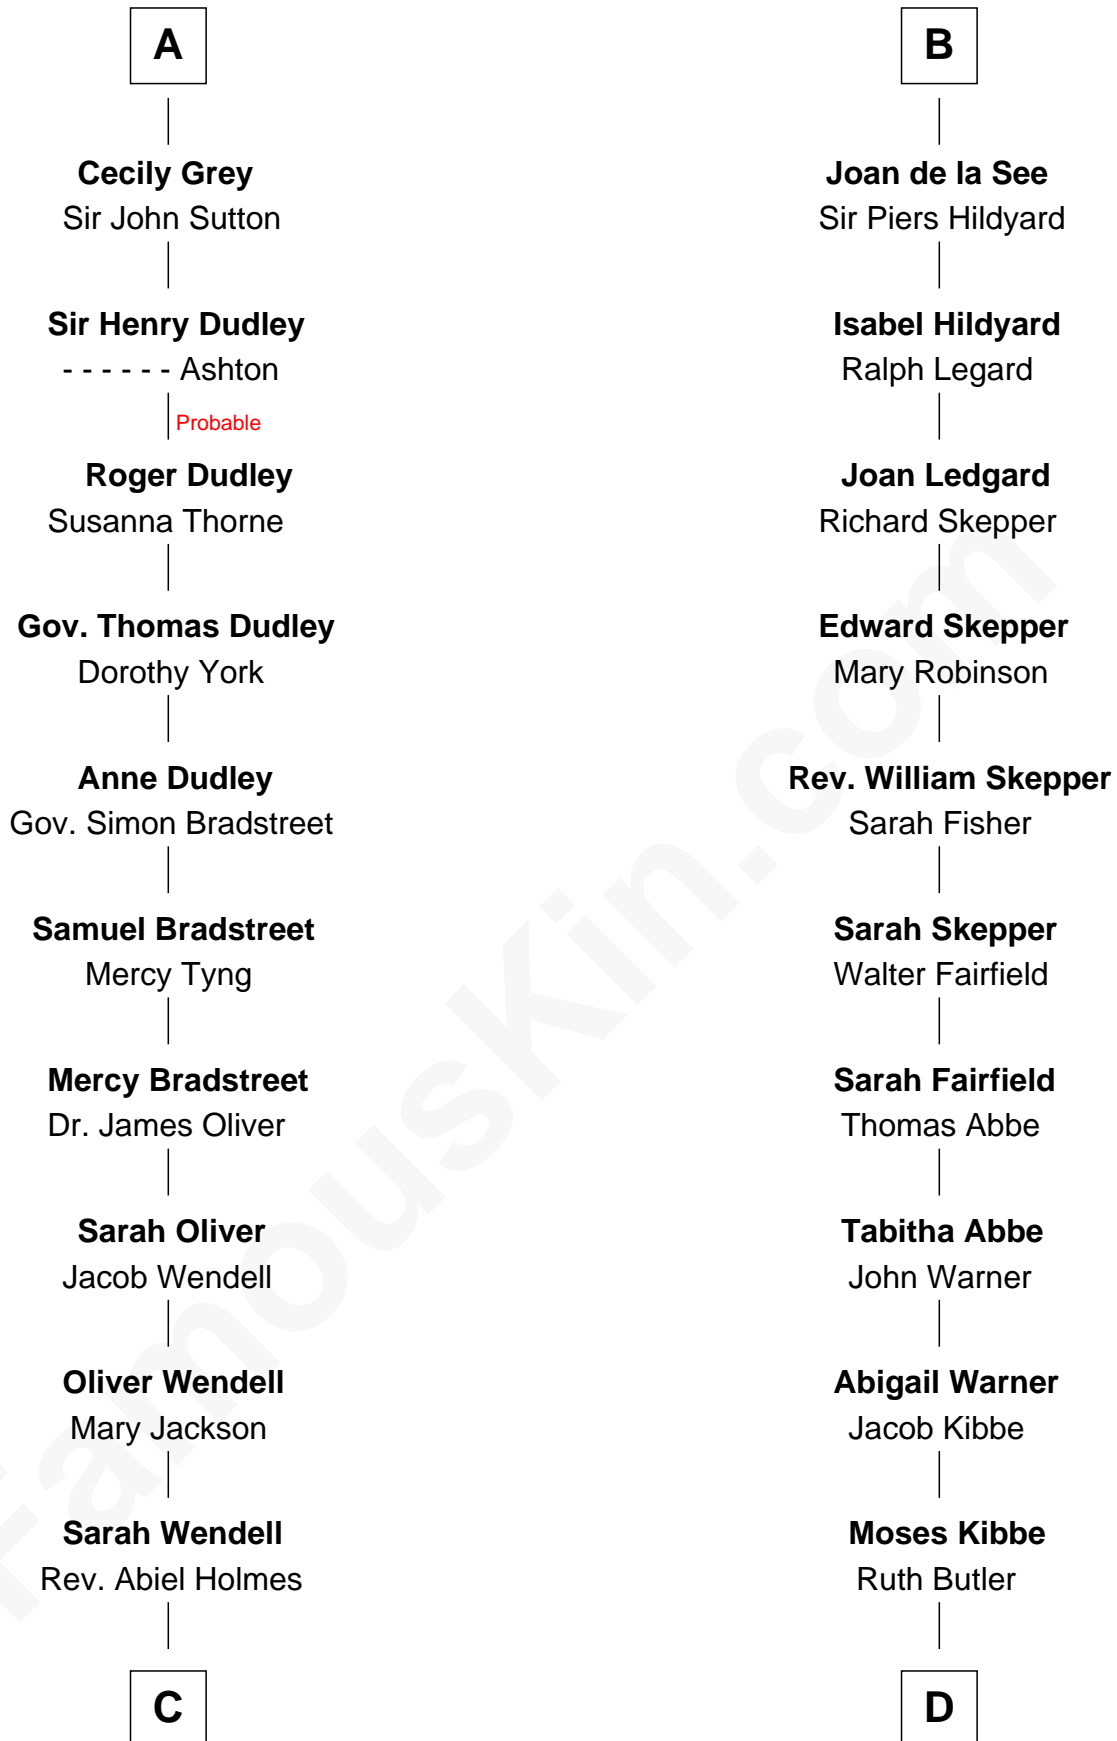 A
Cecily Grey
Sir John Sutton
Sir Henry Dudley
- - - - - - Ashton
Probable
Roger Dudley
Susanna Thorne
Gov. Thomas Dudley
Dorothy York
Anne Dudley
Gov. Simon Bradstreet
Samuel Bradstreet
Mercy Tyng
Mercy Bradstreet
Dr. James Oliver
Sarah Oliver
Jacob Wendell
Oliver Wendell
Mary Jackson
Sarah Wendell
Rev. Abiel Holmes
C
B
Joan de la See
Sir Piers Hildyard
Isabel Hildyard
Ralph Legard
Joan Ledgard
Richard Skepper
Edward Skepper
Mary Robinson
Rev. William Skepper
Sarah Fisher
Sarah Skepper
Walter Fairfield
Sarah Fairfield
Thomas Abbe
Tabitha Abbe
John Warner
Abigail Warner
Jacob Kibbe
Moses Kibbe
Ruth Butler
D
FamousKin.com